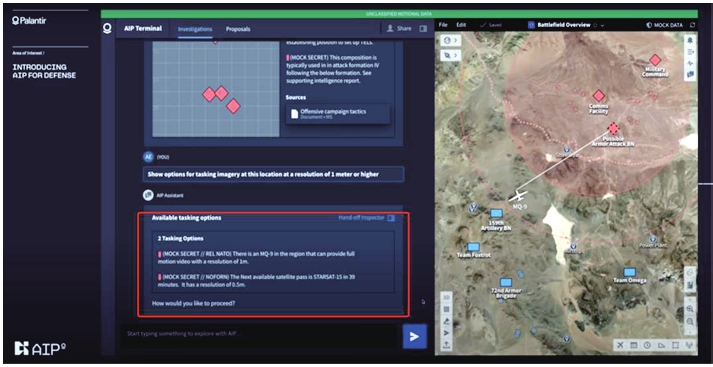 UNCLASSIFIED NOTIONAL DATA
Palantir
Area of Interest /
INTRODUCING
AIP FOR DEFENSE
AIP
AIP Terminal
Investigations
Proposals
Share
establishing position to set up TELs.
(MOCK SECRET) This composition is
typically used in in attack formation IV
following the below formation. See
supporting intelligence report.
Sources
Offensive campaign tactics
Document • MS
AE (YOU)
Show options for tasking imagery at this location at a resolution of 1 meter or higher
AIP Assistant
Available tasking options
Hand-off Inspector
2 Tasking Options
(MOCK SECRET // REL NATO) There is an MQ-9 in the region that can provide full
motion video with a resolution of 1m.
(MOCK SECRET // NOFORN) The Next available satellite pass is STARSAT-15 in 39
minutes. It has a resolution of 0.5m.
How would you like to proceed?
Start typing something to explore with AIP...
File
Edit
Saved
Battlefield Overview
MOCK DATA
Military
Command
Comms
Facility
Possible
Armor Attack BN
MQ-9
159th
Artillery BN
Team Foxtrot
72nd Armor
Brigade
Team Omega
Power Plant